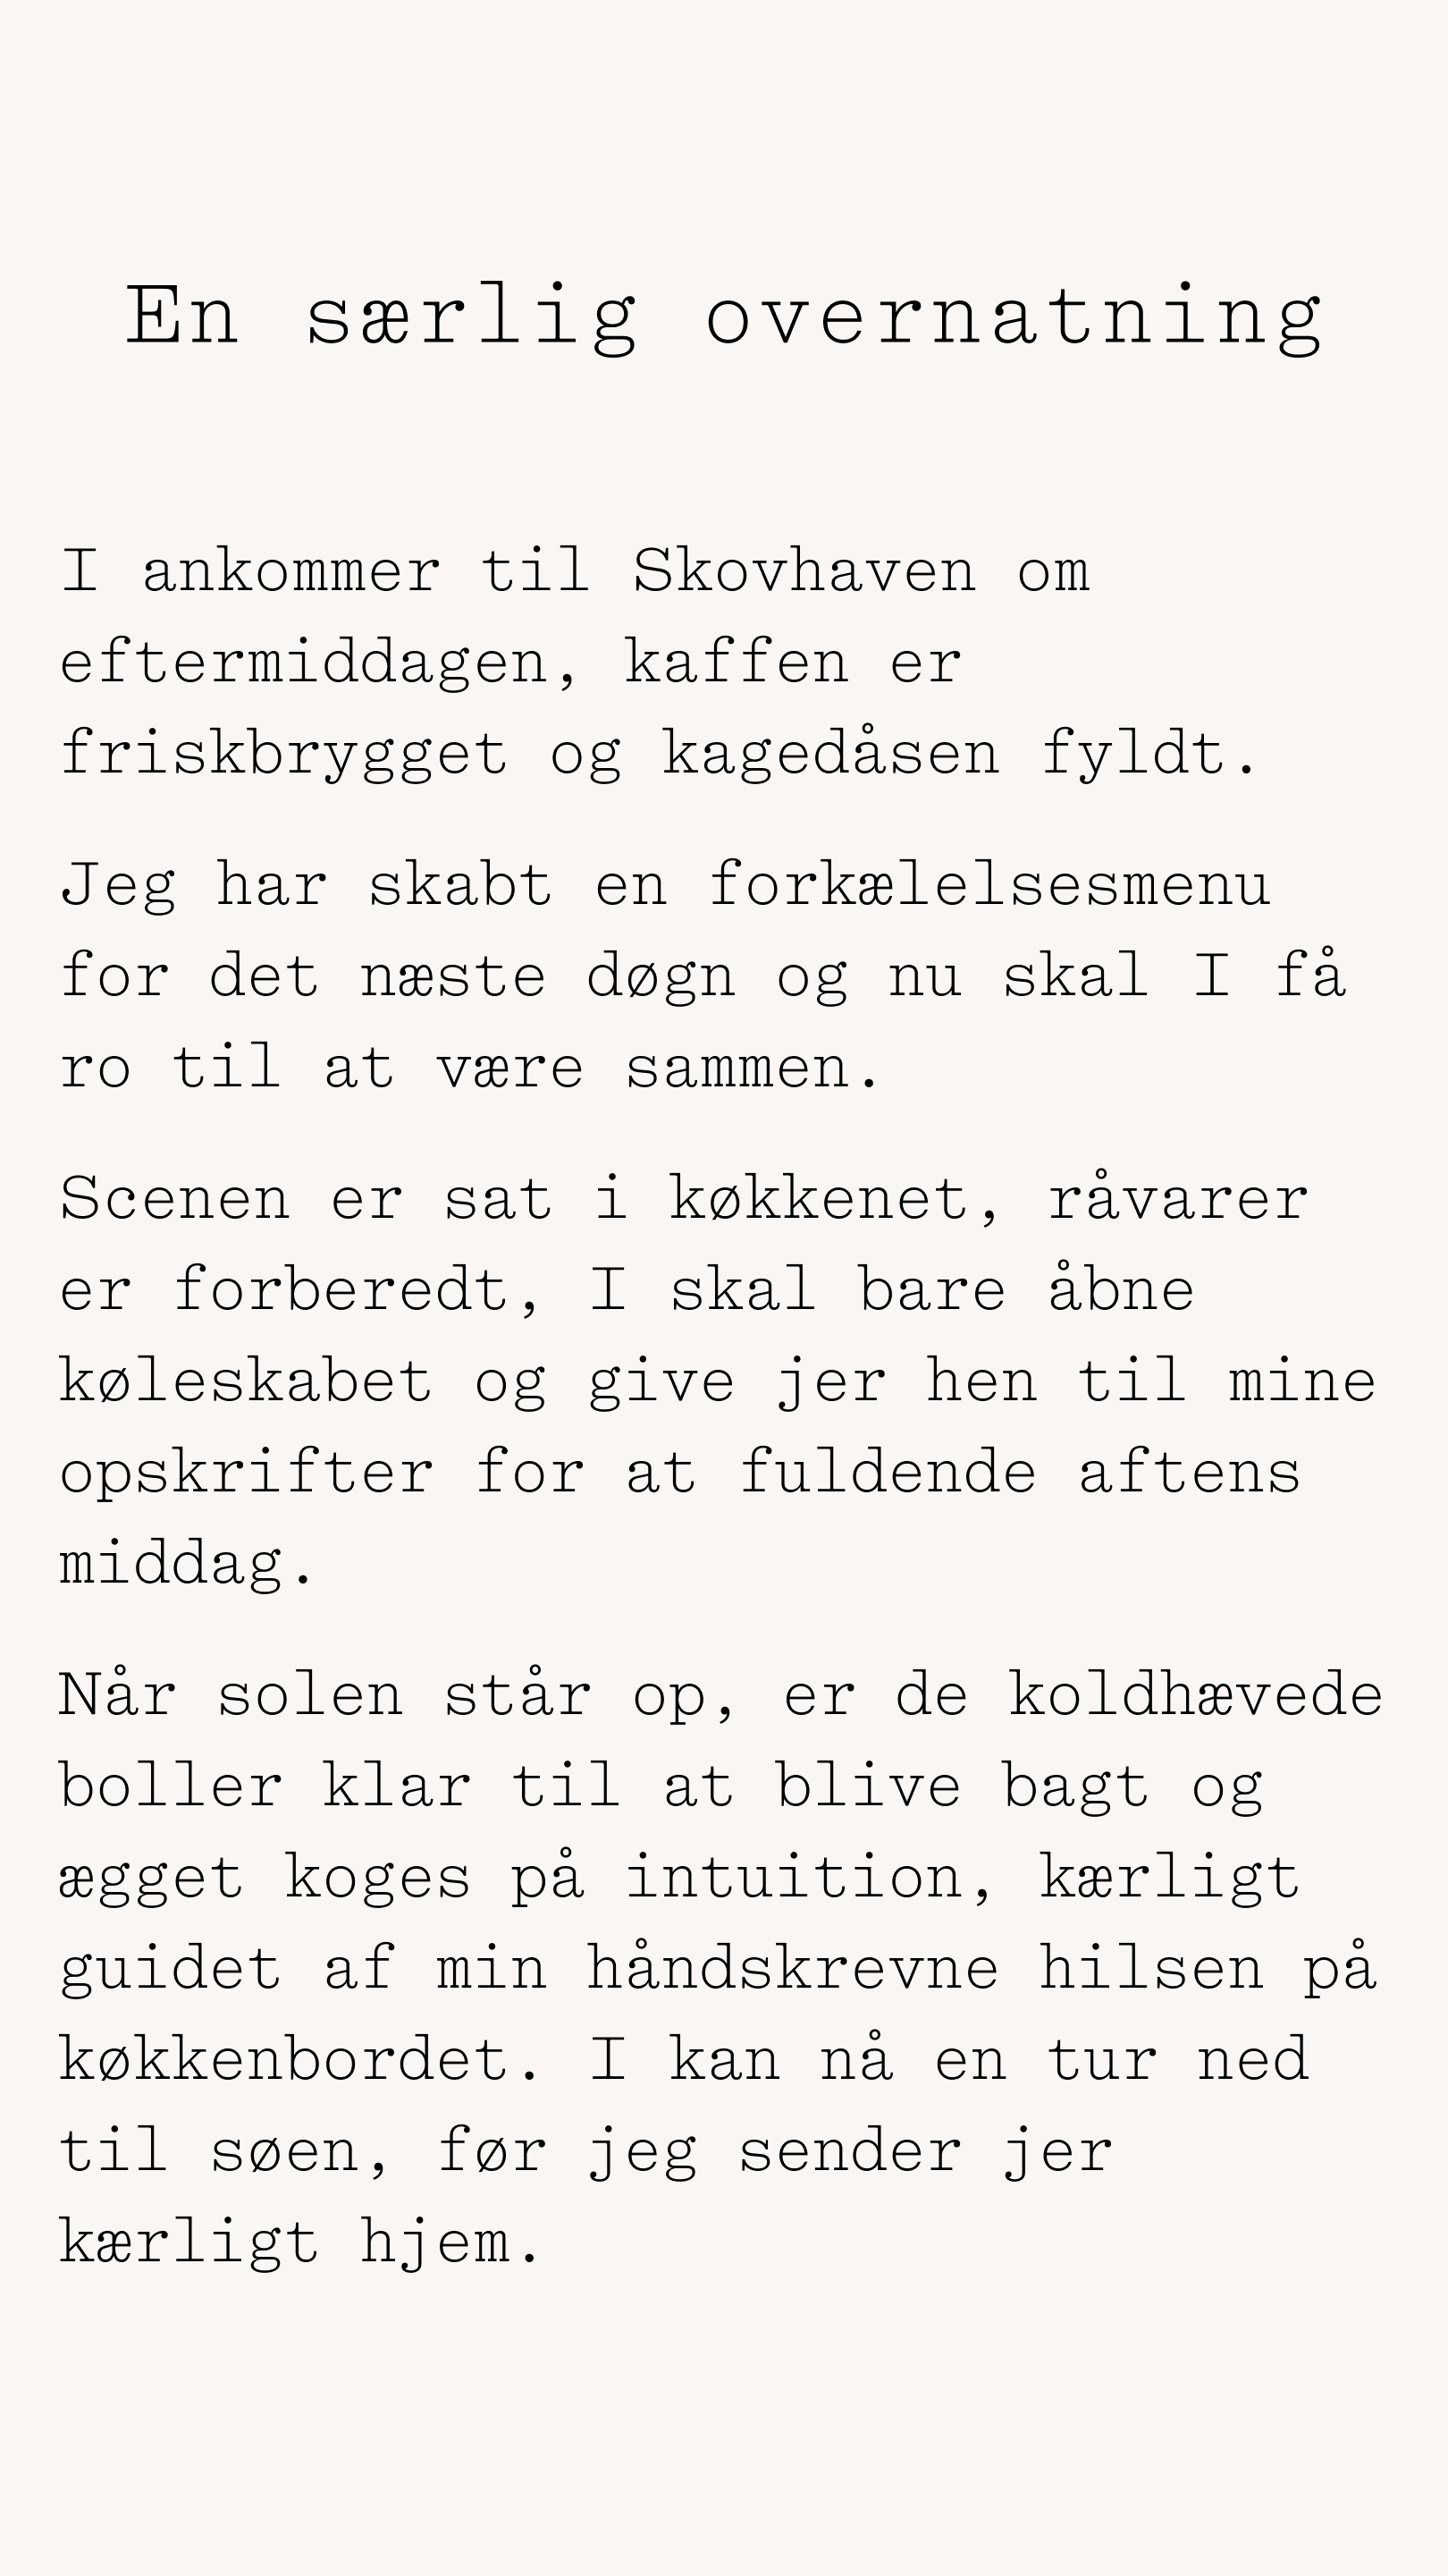 En særlig overnatning
I ankommer til Skovhaven om
eftermiddagen, kaffen er
friskbrygget og kagedåsen fyldt.
Jeg har skabt en forkælelsesmenu
for det næste døgn og nu skal I få
ro til at være sammen.
Scenen er sat i køkkenet, råvarer
er forberedt, I skal bare åbne
køleskabet og give jer hen til mine
opskrifter for at fuldende aftens
middag.
Når solen står op, er de koldhævede
boller klar til at blive bagt og
ægget koges på intuition, kærligt
guidet af min håndskrevne hilsen på
køkkenbordet. I kan nå en tur ned
til søen, før jeg sender jer
kærligt hjem.